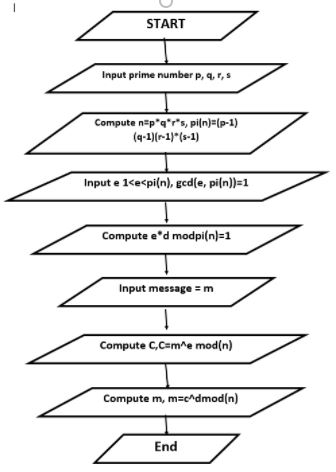 START
Input prime number p, q, r, s
Compute n=p*q*r*s, pi(n)=(p-1)
(q-1)(r-1)*(s-1)
Input e 1<e<pi(n), gcd(e, pi(n))=1
Compute e*d modpi(n)=1
Input message = m
Compute C,C=m^e mod(n)
Compute m, m=c^dmod(n)
End